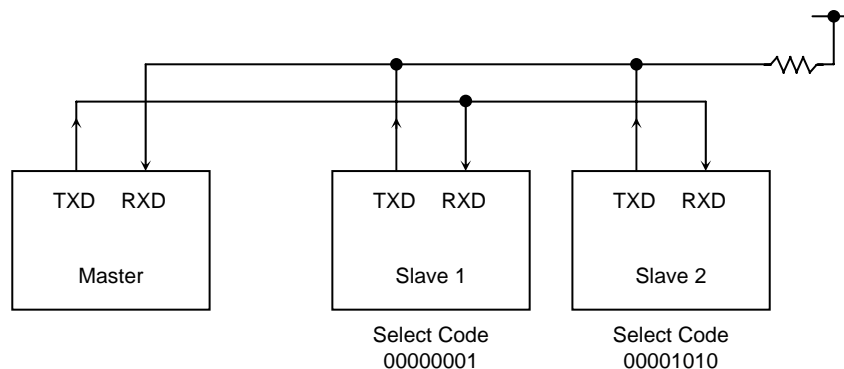 TXD RXD
Master
TXD RXD
Slave 1
Select Code
00000001
TXD RXD
Slave 2
Select Code
00001010